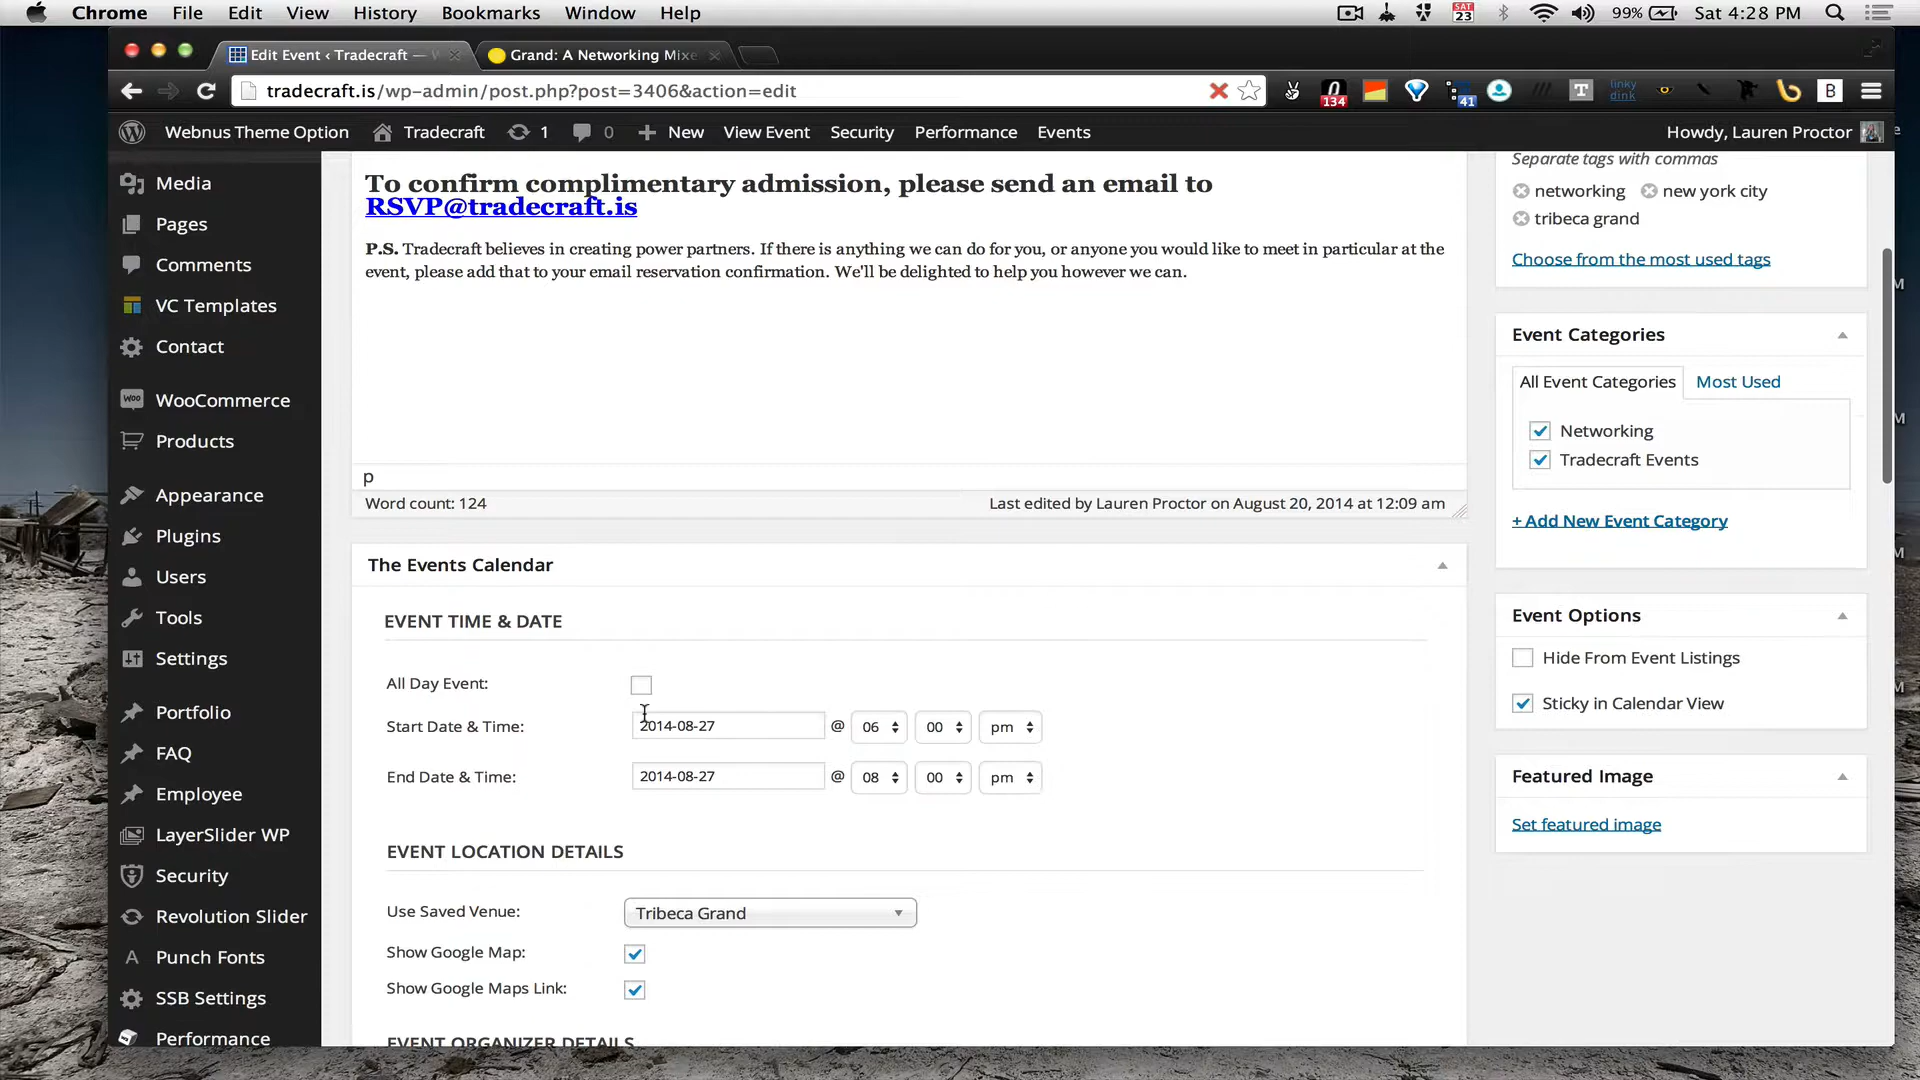 Chrome File Edit View History Bookmarks Window Help SAT 23 99% Sat 4:28 PM
Edit Event ‹ Tradecraft — W Grand: A Networking Mixe
tradecraft.is/wp-admin/post.php?post=3406&action=edit 134 41 T linky dink B
Webnus Theme Option Tradecraft 1 0 New View Event Security Performance Events Howdy, Lauren Proctor
Media
Pages
Comments
VC Templates
Contact
WOO WooCommerce
Products
Appearance
Plugins
Users
Tools
Settings
Portfolio
FAQ
Employee
LayerSlider WP
Security
Revolution Slider
A Punch Fonts
SSB Settings
Performance
To confirm complimentary admission, please send an email to
RSVP@tradecraft.is
P.S. Tradecraft believes in creating power partners. If there is anything we can do for you, or anyone you would like to meet in particular at the
event, please add that to your email reservation confirmation. We'll be delighted to help you however we can.
p
Word count: 124 Last edited by Lauren Proctor on August 20, 2014 at 12:09 am
The Events Calendar
EVENT TIME & DATE
All Day Event:
Start Date & Time: 2014-08-27 @ 06 00 pm
End Date & Time: 2014-08-27 @ 08 00 pm
EVENT LOCATION DETAILS
Use Saved Venue: Tribeca Grand
Show Google Map:
Show Google Maps Link:
EVENT ORGANIZER DETAILS
Separate tags with commas
networking new york city
tribeca grand
Choose from the most used tags
Event Categories
All Event Categories Most Used
Networking
Tradecraft Events
+ Add New Event Category
Event Options
Hide From Event Listings
Sticky in Calendar View
Featured Image
Set featured image